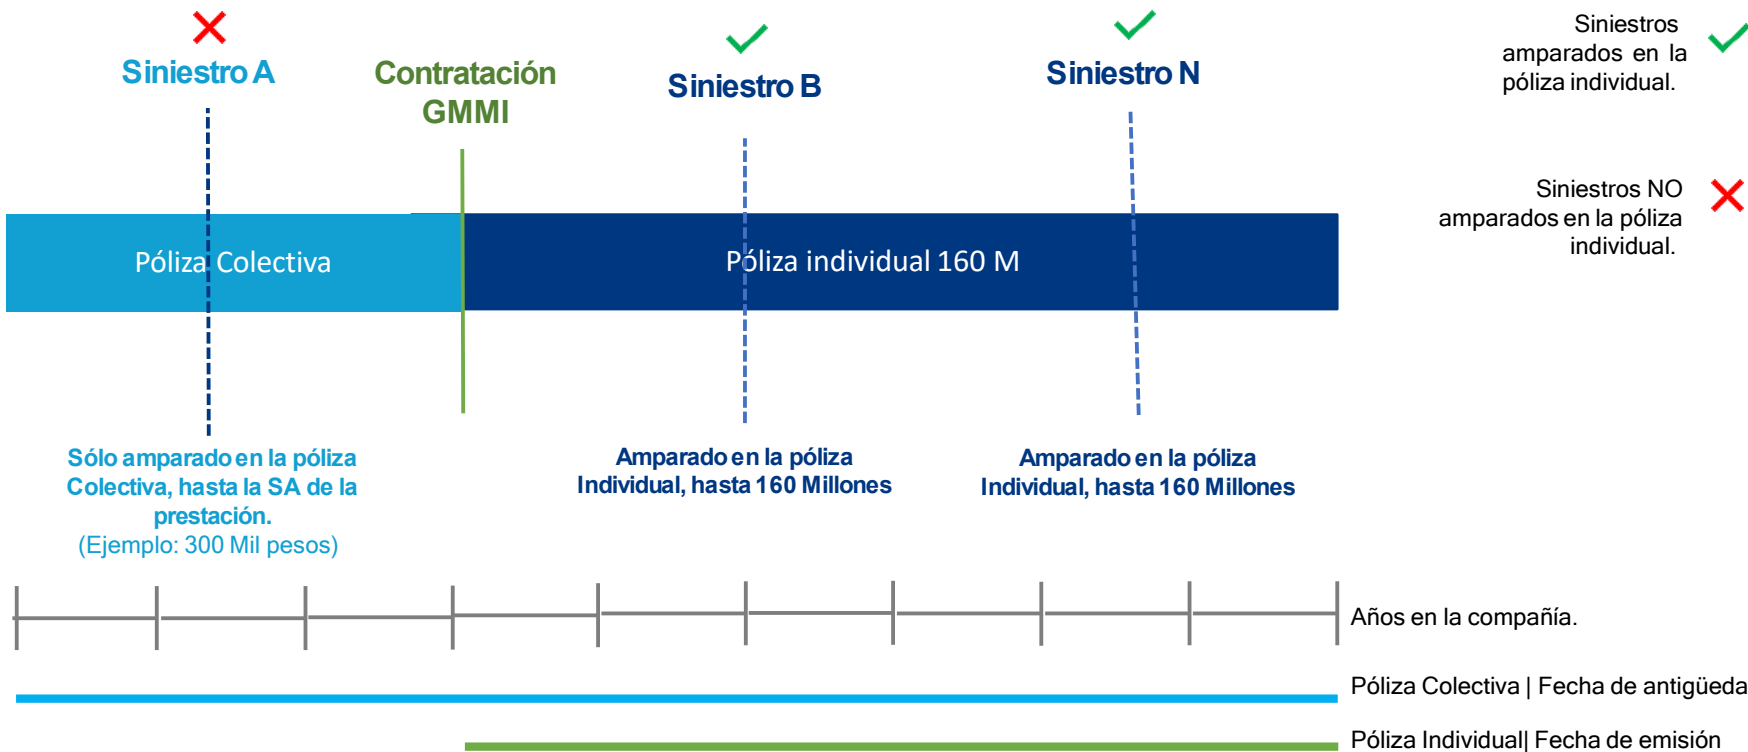 Siniestro A
Contratación
GMMI
Siniestro B
Siniestro N
Siniestros
amparados en la
póliza individual.
Siniestros NO
amparados en la póliza
individual.
Póliza Colectiva
Póliza individual 160 M
Sólo amparado en la póliza
Colectiva, hasta la SA de la
prestación.
(Ejemplo: 300 Mil pesos)
Amparado en la póliza
Individual, hasta 160 Millones
Amparado en la póliza
Individual, hasta 160 Millones
Años en la compañía.
Póliza Colectiva | Fecha de antigüeda
Póliza Individual| Fecha de emisión